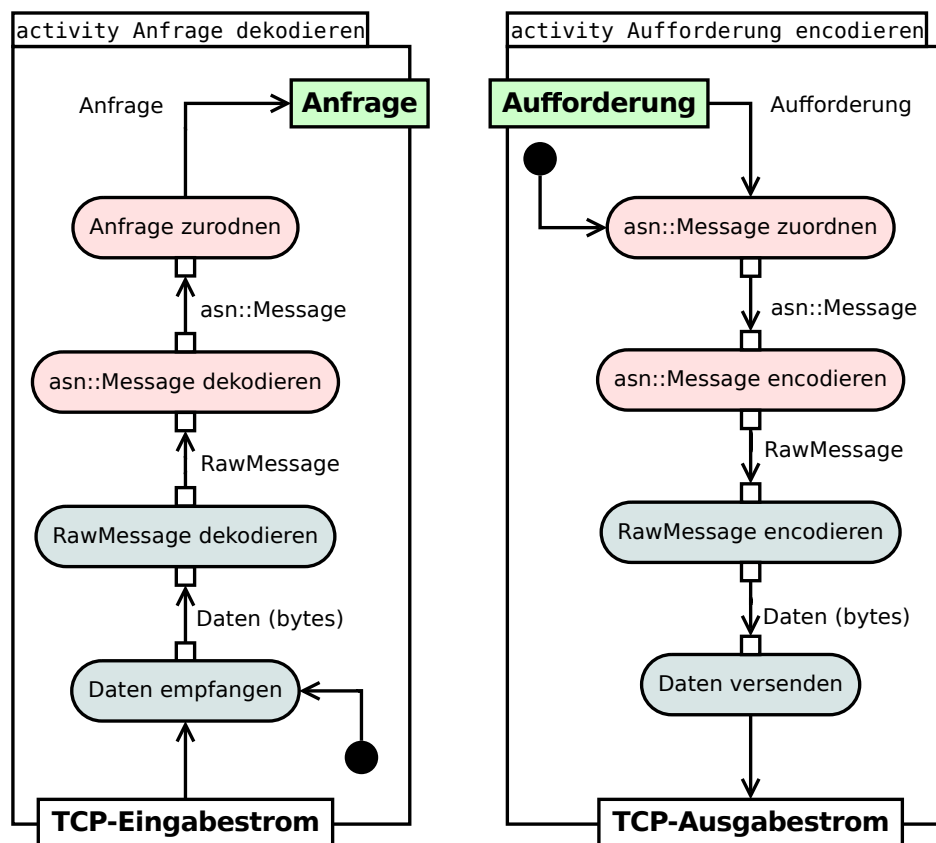 activity Anfrage dekodieren
Anfrage
Anfrage
Anfrage zurodnen
asn::Message
asn::Message dekodieren
RawMessage
RawMessage dekodieren
Daten (bytes)
Daten empfangen
TCP-Eingabestrom
activity Aufforderung encodieren
Aufforderung
Aufforderung
asn::Message zuordnen
asn::Message
asn::Message encodieren
RawMessage
RawMessage encodieren
Daten (bytes)
Daten versenden
TCP-Ausgabestrom